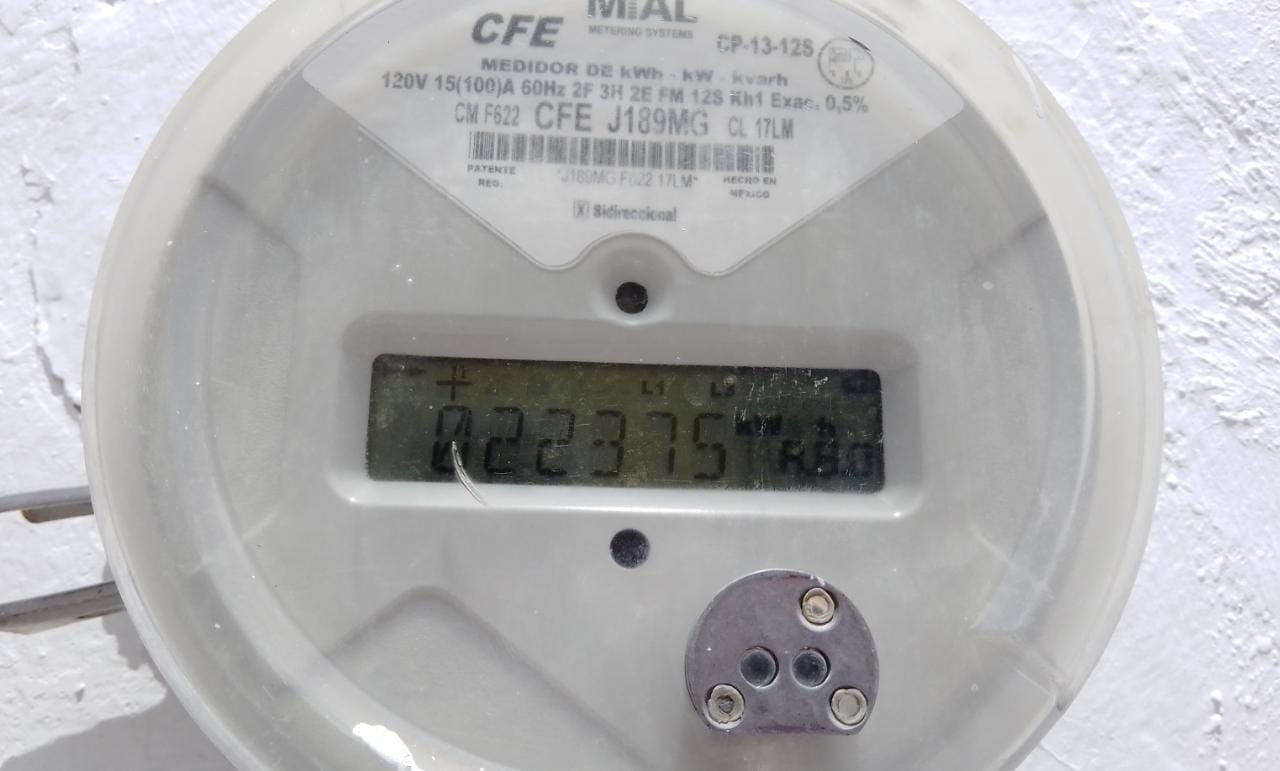 MIAL
METERING SYSTEMS
CFE
CP-13-12S
MEDIDOR DE kWh - kW - kvarh
120V 15(100)A 60Hz 2F 3H 2E FM 12S Kh1 Exac. 0,5%
CM F622 CFE J189MG CL 17LM
PATENTE REG.
*J189MG F622 17LM*
HECHO EN MEXICO
X Bidireccional
L1 L3
022375 kW h